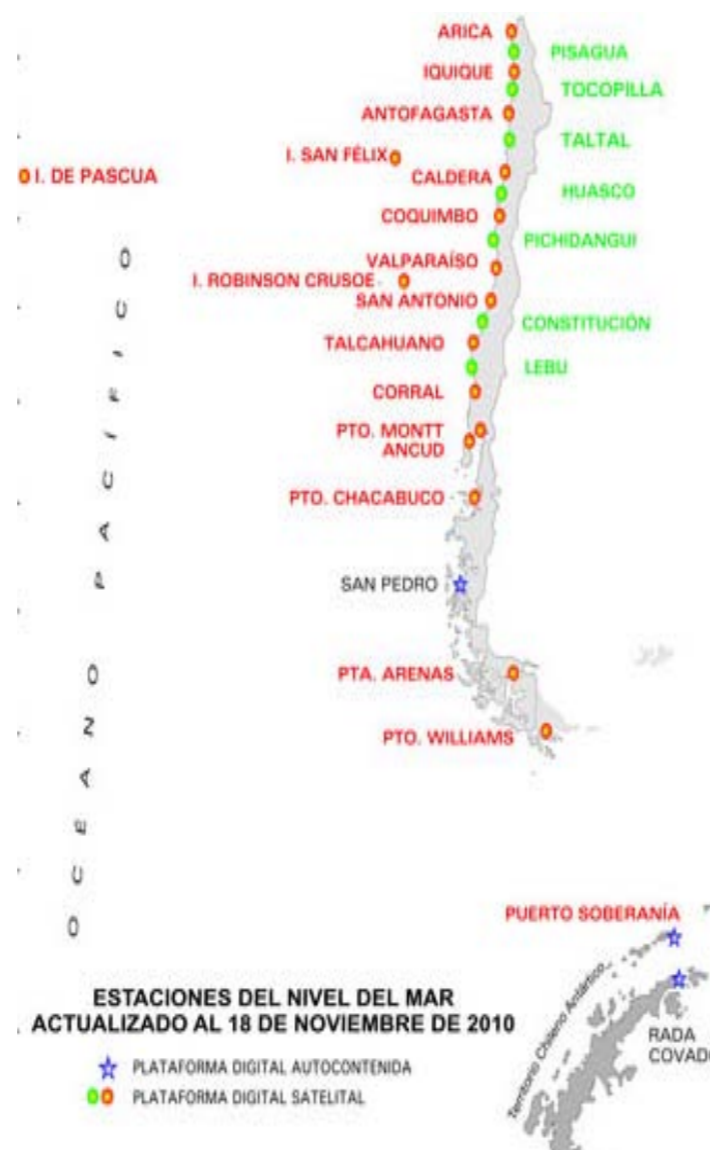 ARICA
PISAGUA
IQUIQUE
TOCOPILLA
ANTOFAGASTA
TALTAL
I. SAN FÉLIX
I. DE PASCUA
CALDERA
HUASCO
COQUIMBO
PICHIDANGUI
VALPARAÍSO
I. ROBINSON CRUSOE
SAN ANTONIO
CONSTITUCIÓN
TALCAHUANO
LEBU
CORRAL
PTO. MONTT
ANCUD
PTO. CHACABUCO
SAN PEDRO
PTA. ARENAS
PTO. WILLIAMS
OCEANO PACIFICO
PUERTO SOBERANÍA
Territorio Chileno Antártico
RADA
COVAD
ESTACIONES DEL NIVEL DEL MAR
ACTUALIZADO AL 18 DE NOVIEMBRE DE 2010
PLATAFORMA DIGITAL AUTOCONTENIDA
PLATAFORMA DIGITAL SATELITAL